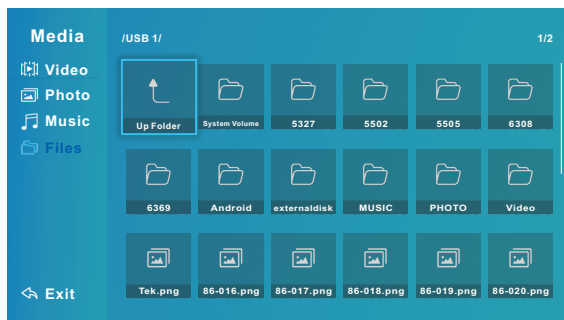 Media
/USB 1/
1/2
Video
Photo
Music
Files
Exit
Up Folder
System Volume
5327
5502
5505
6308
6369
Android
externaldisk
MUSIC
PHOTO
Video
Tek.png
86-016.png
86-017.png
86-018.png
86-019.png
86-020.png